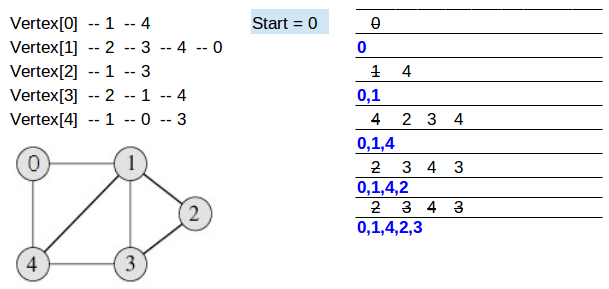 Vertex[0] -- 1 -- 4
Vertex[1] -- 2 -- 3 -- 4 -- 0
Vertex[2] -- 1 -- 3
Vertex[3] -- 2 -- 1 -- 4
Vertex[4] -- 1 -- 0 -- 3
0 1
2
4 3
Start = 0
0
0
1 4
0,1
4 2 3 4
0,1,4
2 3 4 3
0,1,4,2
2 3 4 3
0,1,4,2,3